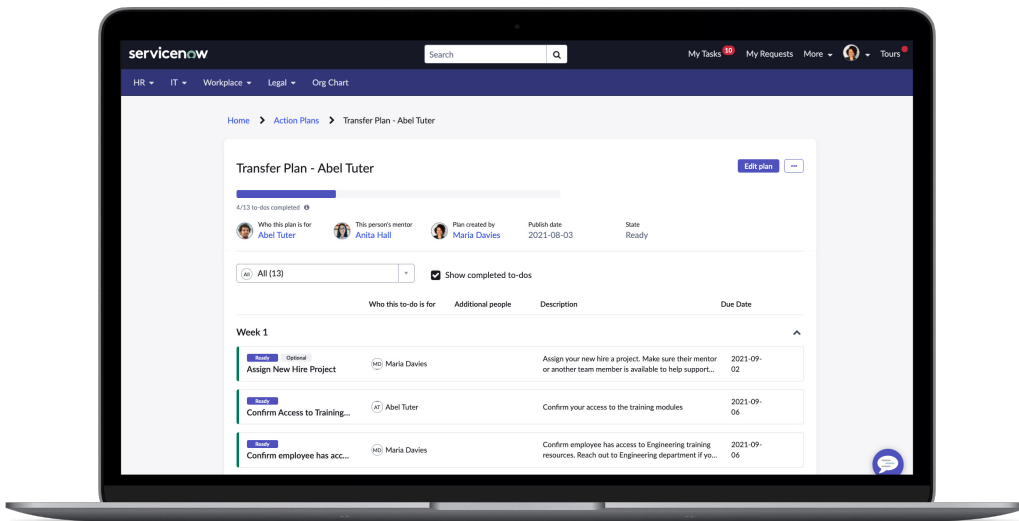 servicenow
Search
My Tasks 10 My Requests More Tours
HR IT Workplace Legal Org Chart
Home > Action Plans > Transfer Plan - Abel Tuter
Transfer Plan - Abel Tuter
Edit plan ...
4/13 to-dos completed
Who this plan is for
Abel Tuter
This person's mentor
Anita Hall
Plan created by
Maria Davies
Publish date
2021-08-03
State
Ready
All All (13)
Show completed to-dos
Who this to-do is for Additional people Description Due Date
Week 1
Ready Optional
Assign New Hire Project
MD Maria Davies
Assign your new hire a project. Make sure their mentor
or another team member is available to help support...
2021-09-
02
Ready
Confirm Access to Training...
AT Abel Tuter
Confirm your access to the training modules
2021-09-
06
Ready
Confirm employee has acc...
MD Maria Davies
Confirm employee has access to Engineering training
resources. Reach out to Engineering department if yo...
2021-09-
06